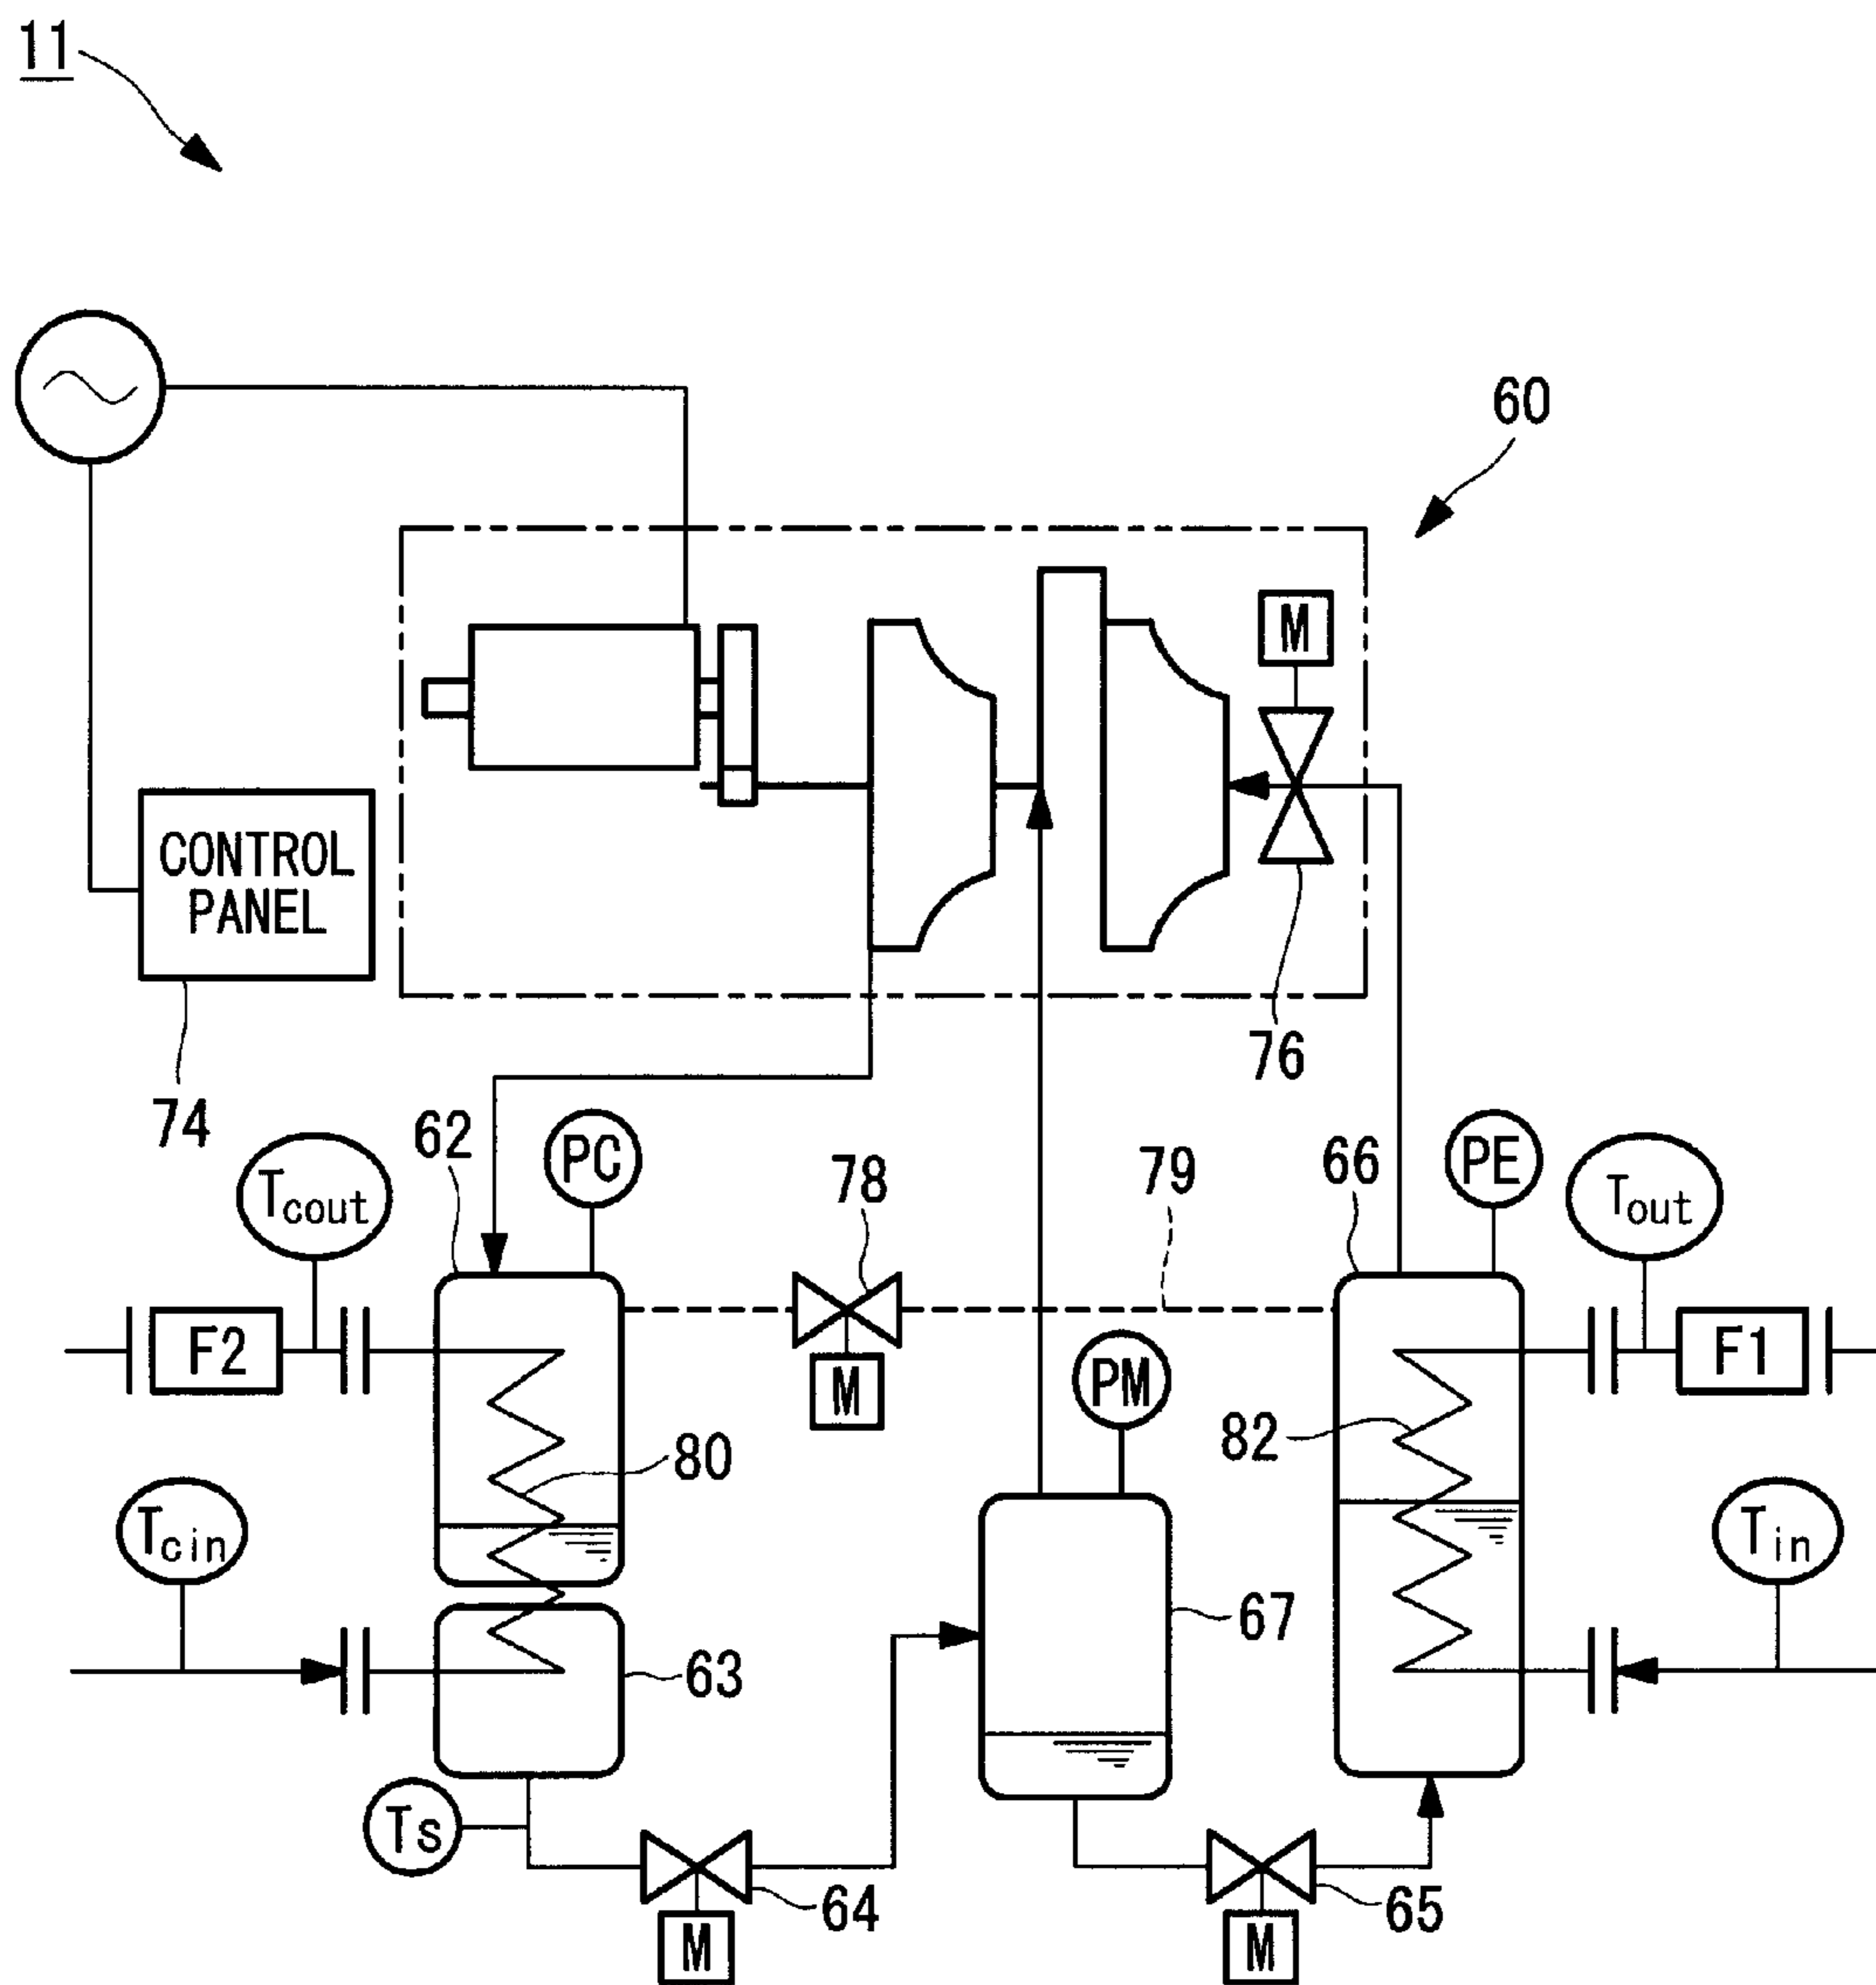 11
60
M
CONTROL
PANEL
76
74
62
PC
78
79
66
PE
Tcout
Tout
F2
F1
M
PM
80
82
Tcin
Tin
67
63
Ts
64
65
M
M